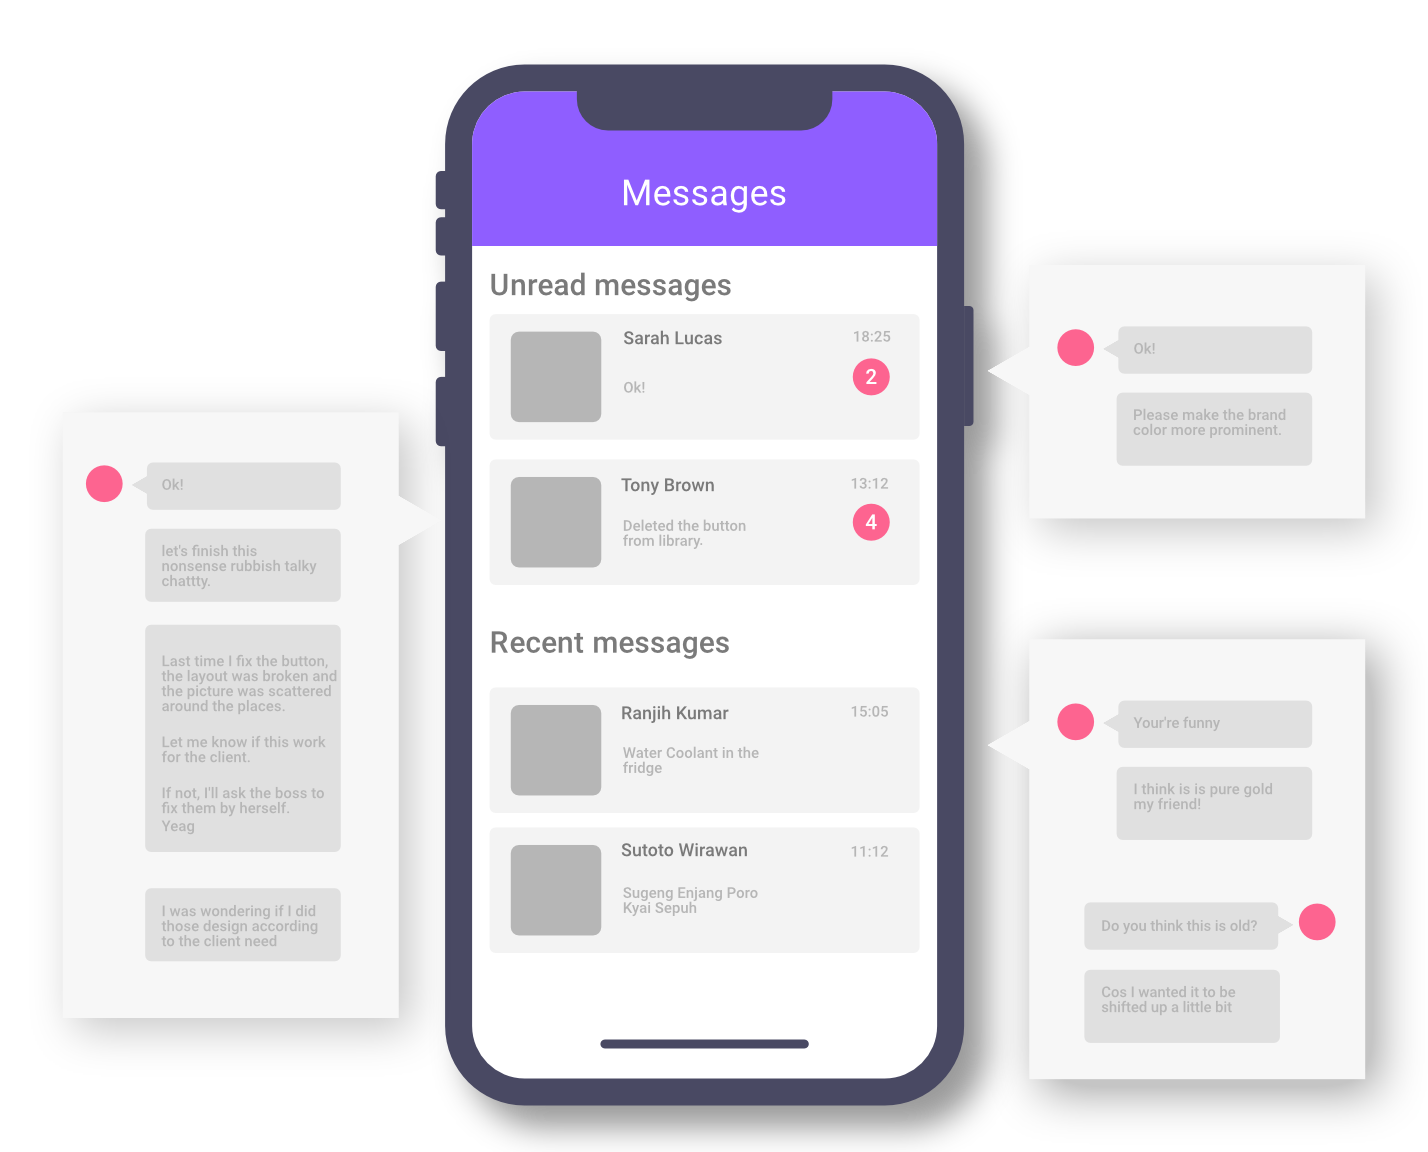 Messages
Unread messages
Sarah Lucas
18:25
2
Ok!
Tony Brown
13:12
4
Deleted the button
from library.
Recent messages
Ranjih Kumar
15:05
Water Coolant in the
fridge
Sutoto Wirawan
11:12
Sugeng Enjang Poro
Kyai Sepuh
Ok!
let's finish this
nonsense rubbish talky
chattty.
Last time I fix the button,
the layout was broken and
the picture was scattered
around the places.
Let me know if this work
for the client.
If not, I'll ask the boss to
fix them by herself.
Yeag
I was wondering if I did
those design according
to the client need
Ok!
Please make the brand
color more prominent.
Your're funny
I think is is pure gold
my friend!
Do you think this is old?
Cos I wanted it to be
shifted up a little bit